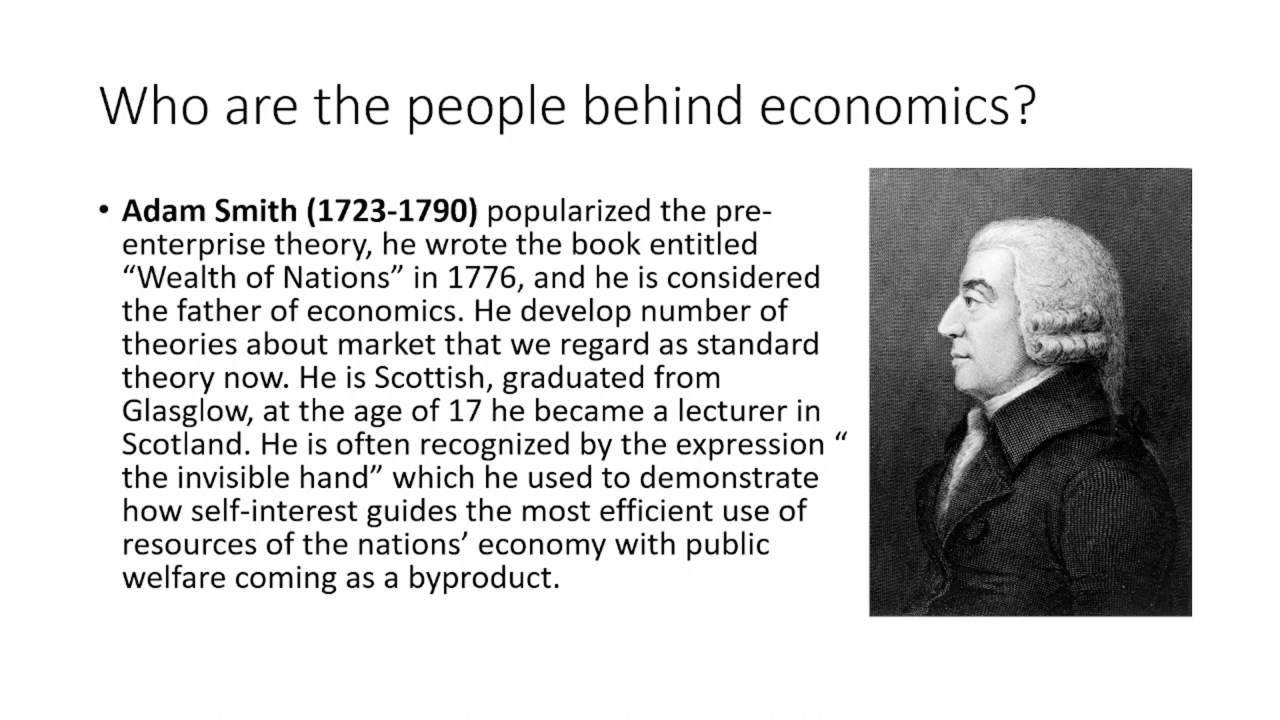 Who are the people behind economics?
• Adam Smith (1723-1790) popularized the pre-
enterprise theory, he wrote the book entitled
“Wealth of Nations” in 1776, and he is considered
the father of economics. He develop number of
theories about market that we regard as standard
theory now. He is Scottish, graduated from
Glasglow, at the age of 17 he became a lecturer in
Scotland. He is often recognized by the expression “
the invisible hand” which he used to demonstrate
how self-interest guides the most efficient use of
resources of the nations’ economy with public
welfare coming as a byproduct.